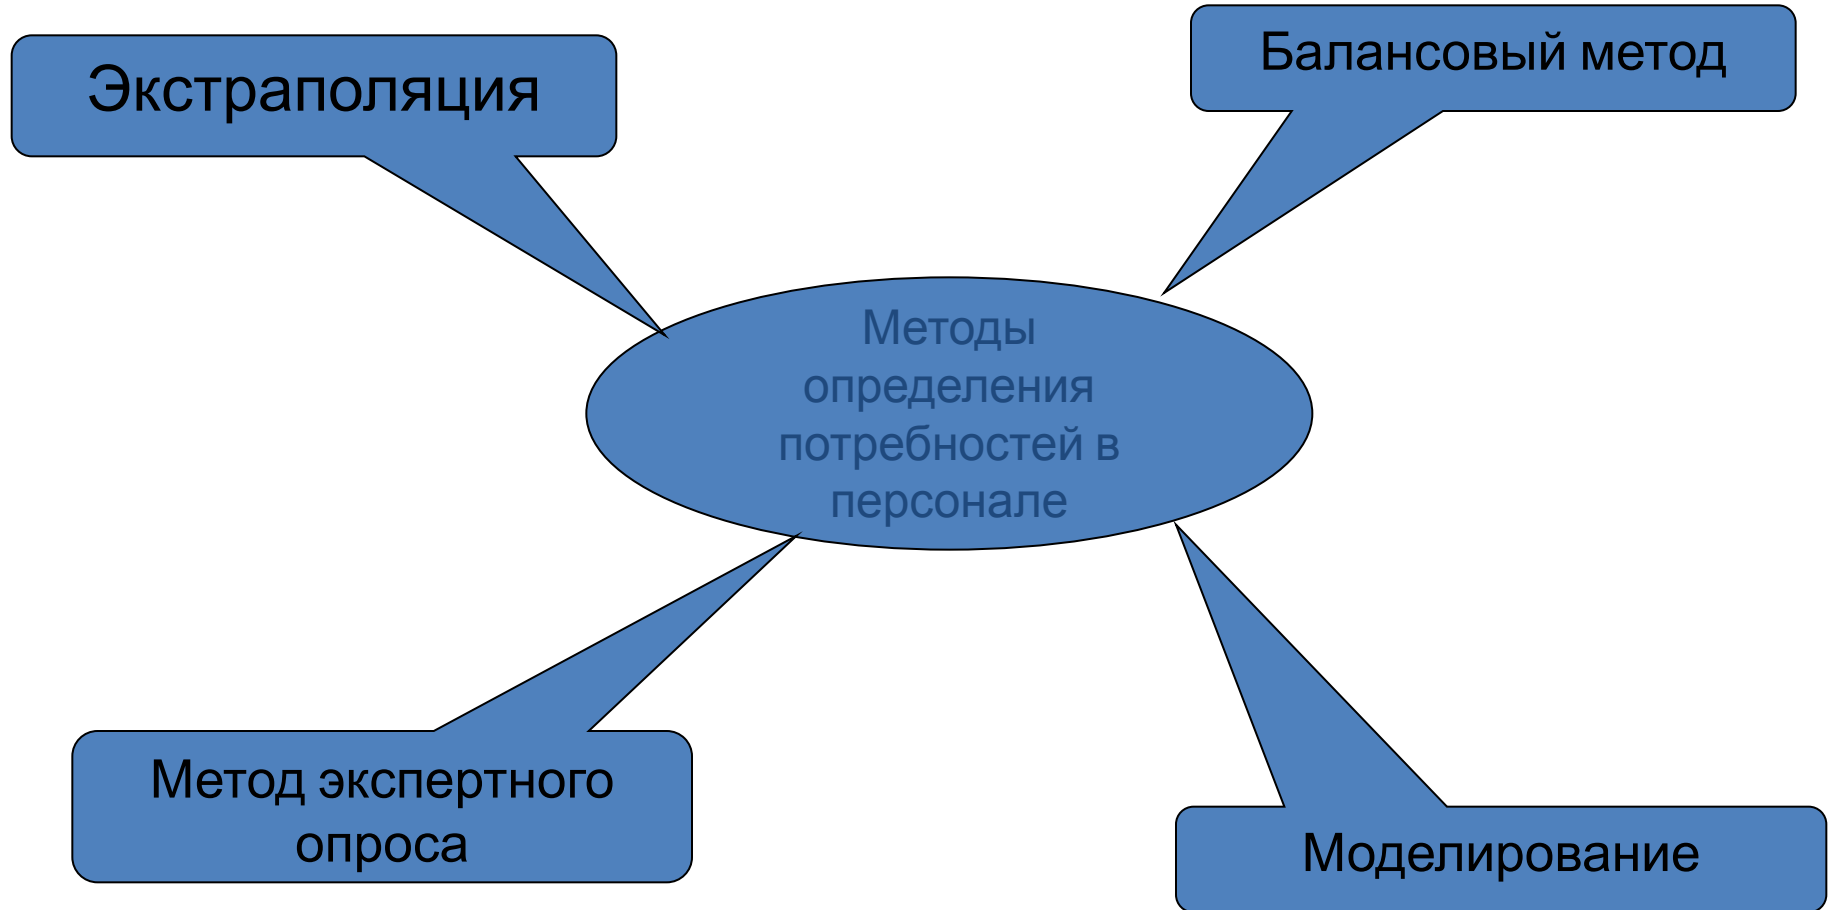 Экстраполяция
Балансовый метод
Методы
определения
потребностей в
персонале
Метод экспертного
опроса
Моделирование